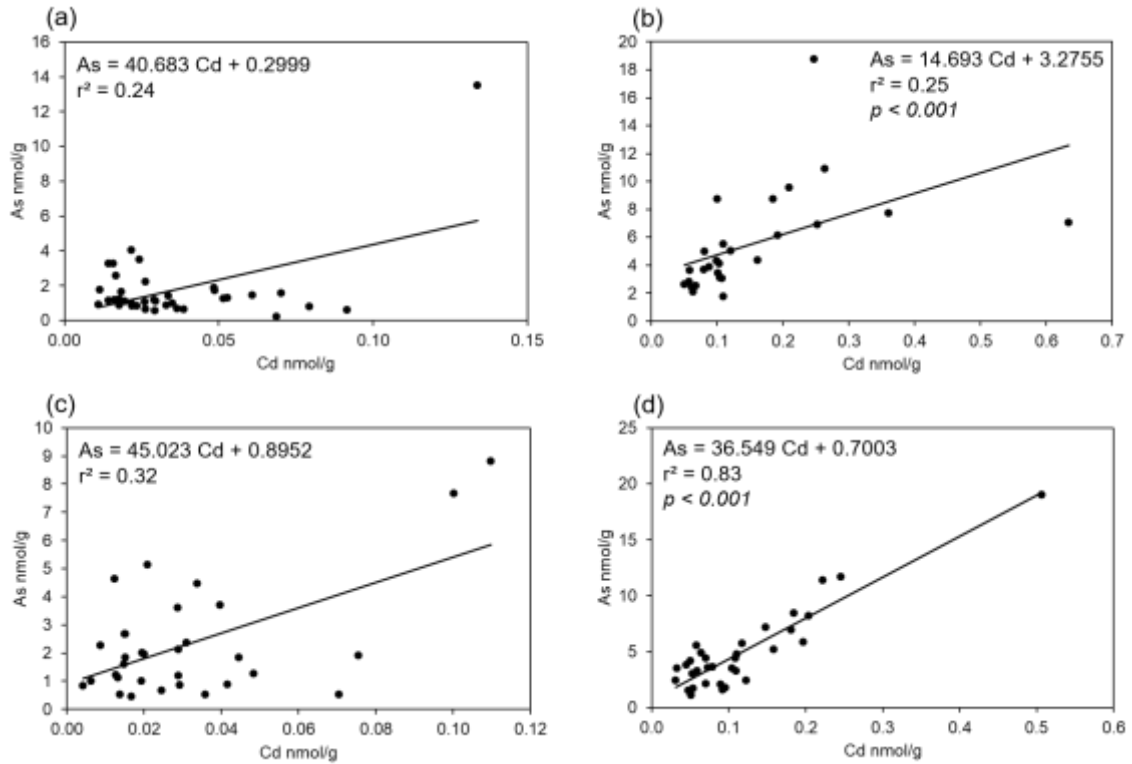 (a)
As = 40.683 Cd + 0.2999
r² = 0.24
16
14
12
10
8
6
4
2
0
As nmol/g
0.00
0.05
0.10
0.15
Cd nmol/g
(b)
As = 14.693 Cd + 3.2755
r² = 0.25
p < 0.001
20
18
16
14
12
10
8
6
4
2
0
As nmol/g
0.0
0.1
0.2
0.3
0.4
0.5
0.6
0.7
Cd nmol/g
(c)
As = 45.023 Cd + 0.8952
r² = 0.32
10
9
8
7
6
5
4
3
2
1
0
As nmol/g
0.00
0.02
0.04
0.06
0.08
0.10
0.12
Cd nmol/g
(d)
As = 36.549 Cd + 0.7003
r² = 0.83
p < 0.001
25
20
15
10
5
0
As nmol/g
0.0
0.1
0.2
0.3
0.4
0.5
0.6
Cd nmol/g